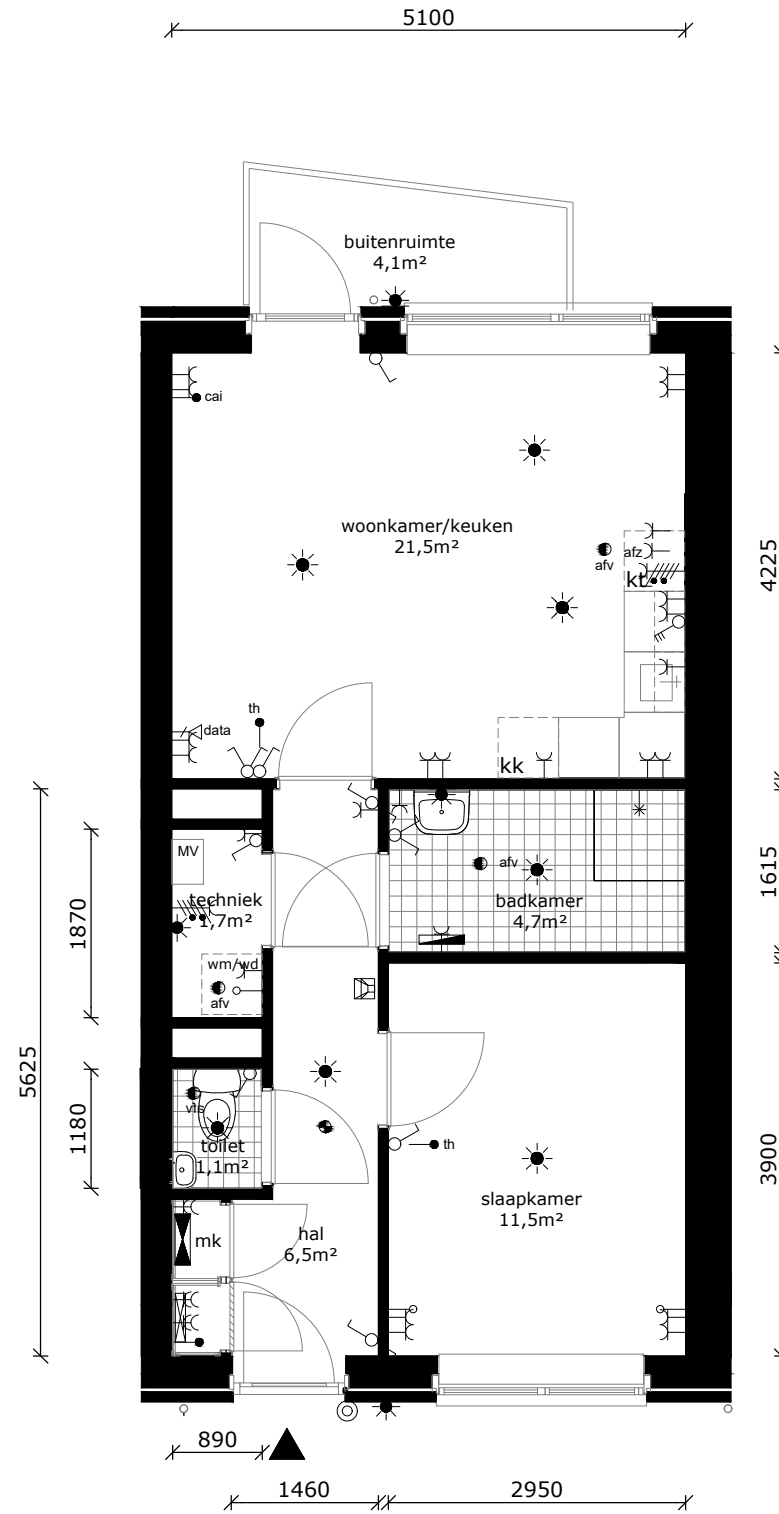 5100
buitenruimte
4,1m²
cai
woonkamer/keuken
21,5m²
afv
afz
kt
4225
th
data
kk
MV
techniek
1,7m²
afv
badkamer
4,7m²
1615
1870
wm/wd
afv
5625
vls
toilet
1,1m²
1180
th
slaapkamer
11,5m²
3900
mk
hal
6,5m²
890
1460
2950